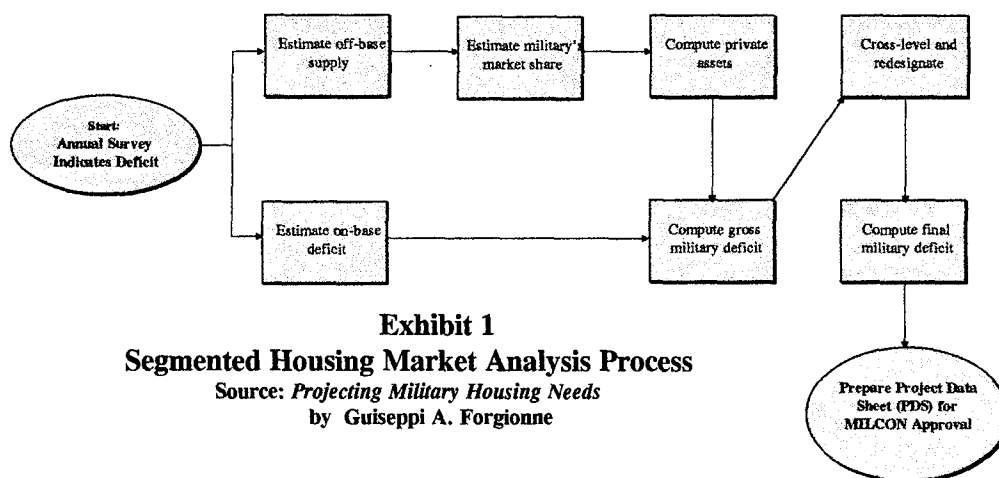 Start:
Annual Survey
Indicates Deficit
Estimate off-base
supply
Estimate military's
market share
Compute private
assets
Cross-level and
redesignate
Estimate on-base
deficit
Compute gross
military deficit
Compute final
military deficit
Prepare Project Data
Sheet (PDS) for
MILCON Approval
Exhibit 1
Segmented Housing Market Analysis Process
Source: Projecting Military Housing Needs
by Guiseppi A. Forgionne